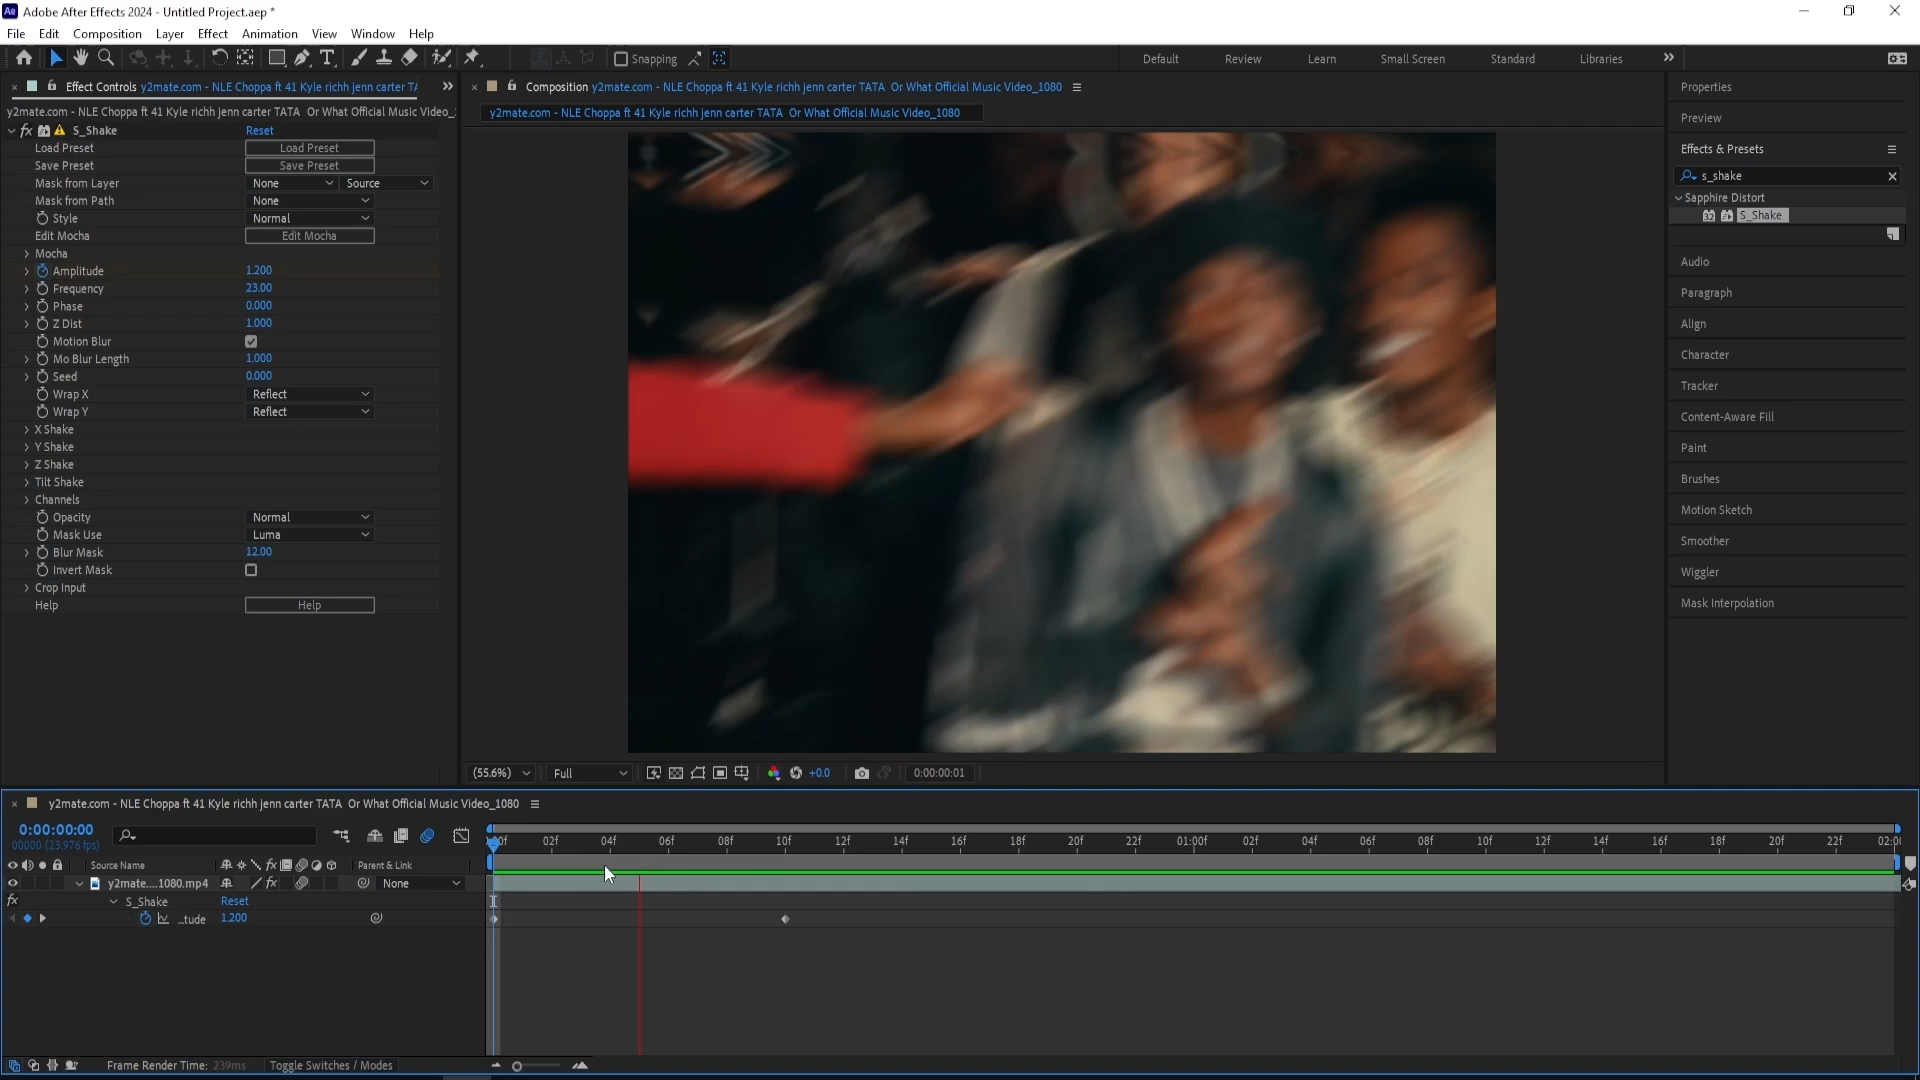 Adobe After Effects 2024 - Untitled Project.aep *
File Edit Composition Layer Effect Animation View Window Help
Snapping
Default Review Learn Small Screen Standard Libraries
Effect Controls y2mate.com - NLE Choppa ft 41 Kyle richh jenn carter TA
y2mate.com - NLE Choppa ft 41 Kyle richh jenn carter TATA Or What Official Music Video_
fx S_Shake Reset
Load Preset Load Preset
Save Preset Save Preset
Mask from Layer None Source
Mask from Path None
Style Normal
Edit Mocha Edit Mocha
Mocha
Amplitude 1.200
Frequency 23.00
Phase 0.000
Z Dist 1.000
Motion Blur
Mo Blur Length 1.000
Seed 0.000
Wrap X Reflect
Wrap Y Reflect
X Shake
Y Shake
Z Shake
Tilt Shake
Channels
Opacity Normal
Mask Use Luma
Blur Mask 12.00
Invert Mask
Crop Input
Help Help
Composition y2mate.com - NLE Choppa ft 41 Kyle richh jenn carter TATA Or What Official Music Video_1080
y2mate.com - NLE Choppa ft 41 Kyle richh jenn carter TATA Or What Official Music Video_1080
(55.6%) Full +0.0 0:00:00:01
Properties
Preview
Effects & Presets
s_shake
Sapphire Distort
32 S_Shake
Audio
Paragraph
Align
Character
Tracker
Content-Aware Fill
Paint
Brushes
Motion Sketch
Smoother
Wiggler
Mask Interpolation
y2mate.com - NLE Choppa ft 41 Kyle richh jenn carter TATA Or What Official Music Video_1080
0:00:00:00
00000 (23.976 fps)
02f 04f 06f 08f 10f 12f 14f 16f 18f 20f 22f 01:00f 02f 04f 06f 08f 10f 12f 14f 16f 18f 20f 22f 02:0
Source Name fx Parent & Link
y2mate....1080.mp4 fx None
fx S_Shake Reset
...tude 1.200
Frame Render Time: 239ms Toggle Switches / Modes